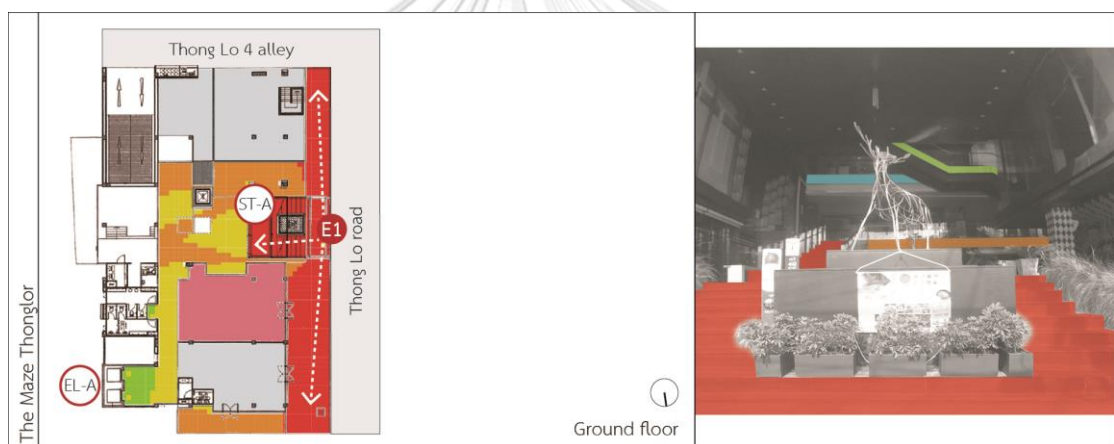 The Maze Thonglor
Thong Lo 4 alley
ST-A
E1
Thong Lo road
EL-A
Ground floor